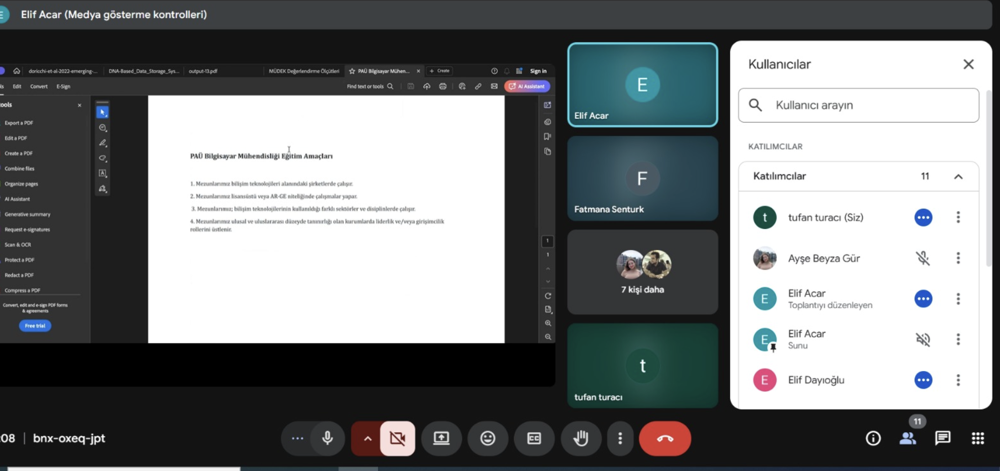 E
Elif Acar (Medya gösterme kontrolleri)
doricchi-et-al-2022-emerging-...
DNA-Based_Data_Storage_Sys...
output-13.pdf
MÜDEK Değerlendirme Ölçütleri
PAÜ Bilgisayar Mühen...
Create
Sign in
Edit
Convert
E-Sign
Find text or tools
AI Assistant
Export a PDF
Edit a PDF
Create a PDF
Combine files
Organize pages
AI Assistant
Generative summary
Request e-signatures
Scan & OCR
Protect a PDF
Redact a PDF
Compress a PDF
Convert, edit and e-sign PDF forms
& agreements
Free trial
PAÜ Bilgisayar Mühendisliği Eğitim Amaçları
1. Mezunlarımız bilişim teknolojileri alanındaki şirketlerde çalışır.
2. Mezunlarımız lisansüstü veya AR-GE niteliğinde çalışmalar yapar.
3. Mezunlarımız; bilişim teknolojilerinin kullanıldığı farklı sektörler ve disiplinlerde çalışır.
4. Mezunlarımız ulusal ve uluslararası düzeyde tanınırlığı olan kurumlarda liderlik ve/veya girişimcilik
rollerini üstlenir.
1
1
E
Elif Acar
F
Fatmana Senturk
7 kişi daha
t
tufan turacı
Kullanıcılar
Kullanıcı arayın
KATILIMCILAR
Katılımcılar 11
t tufan turacı (Siz)
Ayşe Beyza Gür
E Elif Acar
Toplantıyı düzenleyen
E Elif Acar
Sunu
E Elif Dayıoğlu
:08 | bnx-oxeq-jpt
CC
11